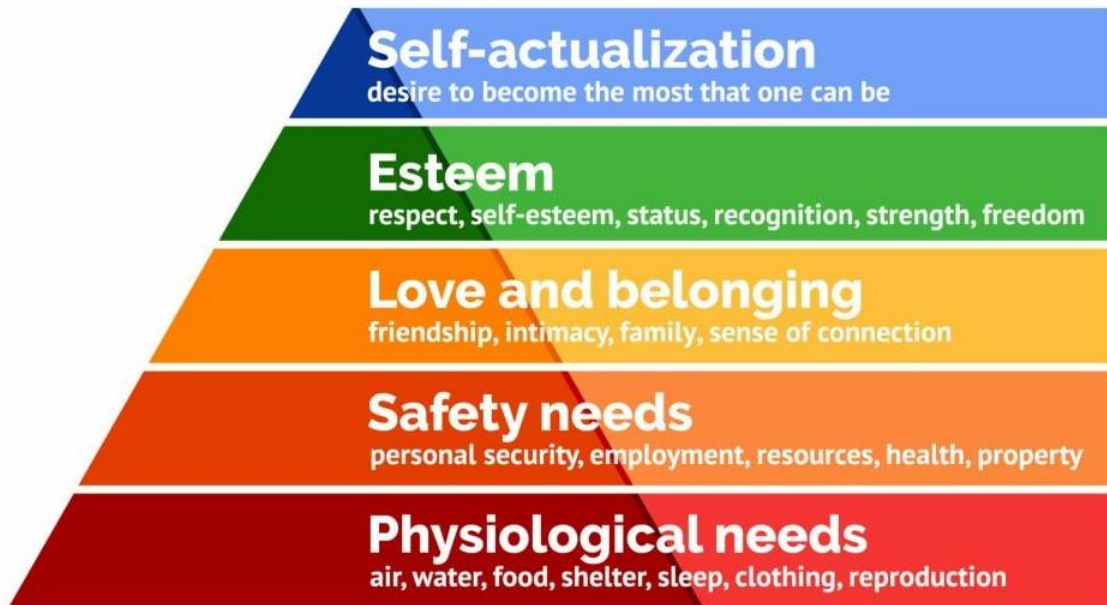 Self-actualization
desire to become the most that one can be
Esteem
respect, self-esteem, status, recognition, strength, freedom
Love and belonging
friendship, intimacy, family, sense of connection
Safety needs
personal security, employment, resources, health, property
Physiological needs
air, water, food, shelter, sleep, clothing, reproduction